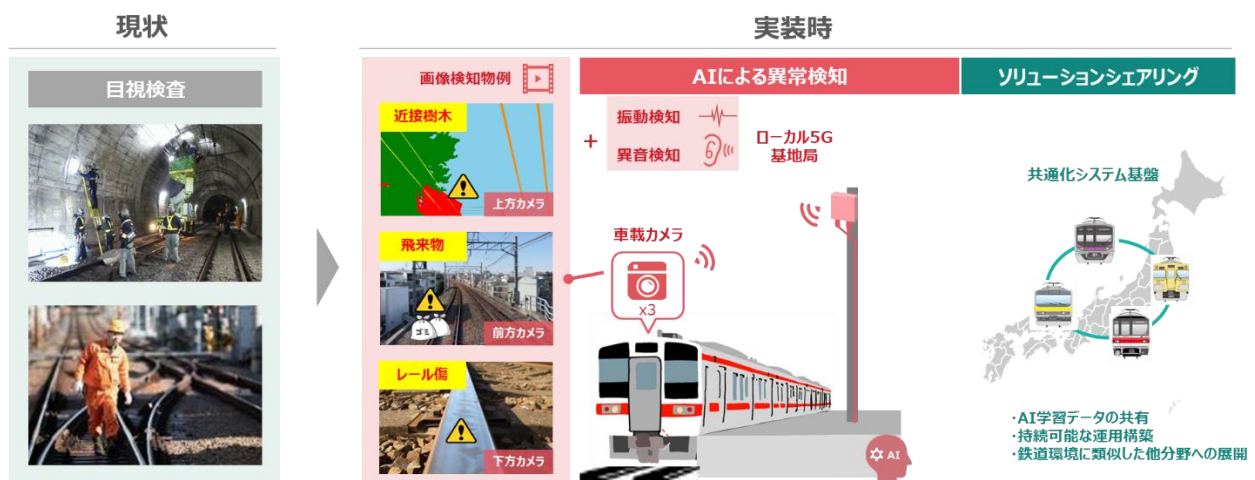 現状
実装時
目視検査
画像検知物例
近接樹木
上方カメラ
飛来物
ゴミ
前方カメラ
レール傷
下方カメラ
AIによる異常検知
+
振動検知
異音検知
ローカル5G
基地局
車載カメラ
x3
AI
ソリューションシェアリング
共通化システム基盤
・AI学習データの共有
・持続可能な運用構築
・鉄道環境に類似した他分野への展開